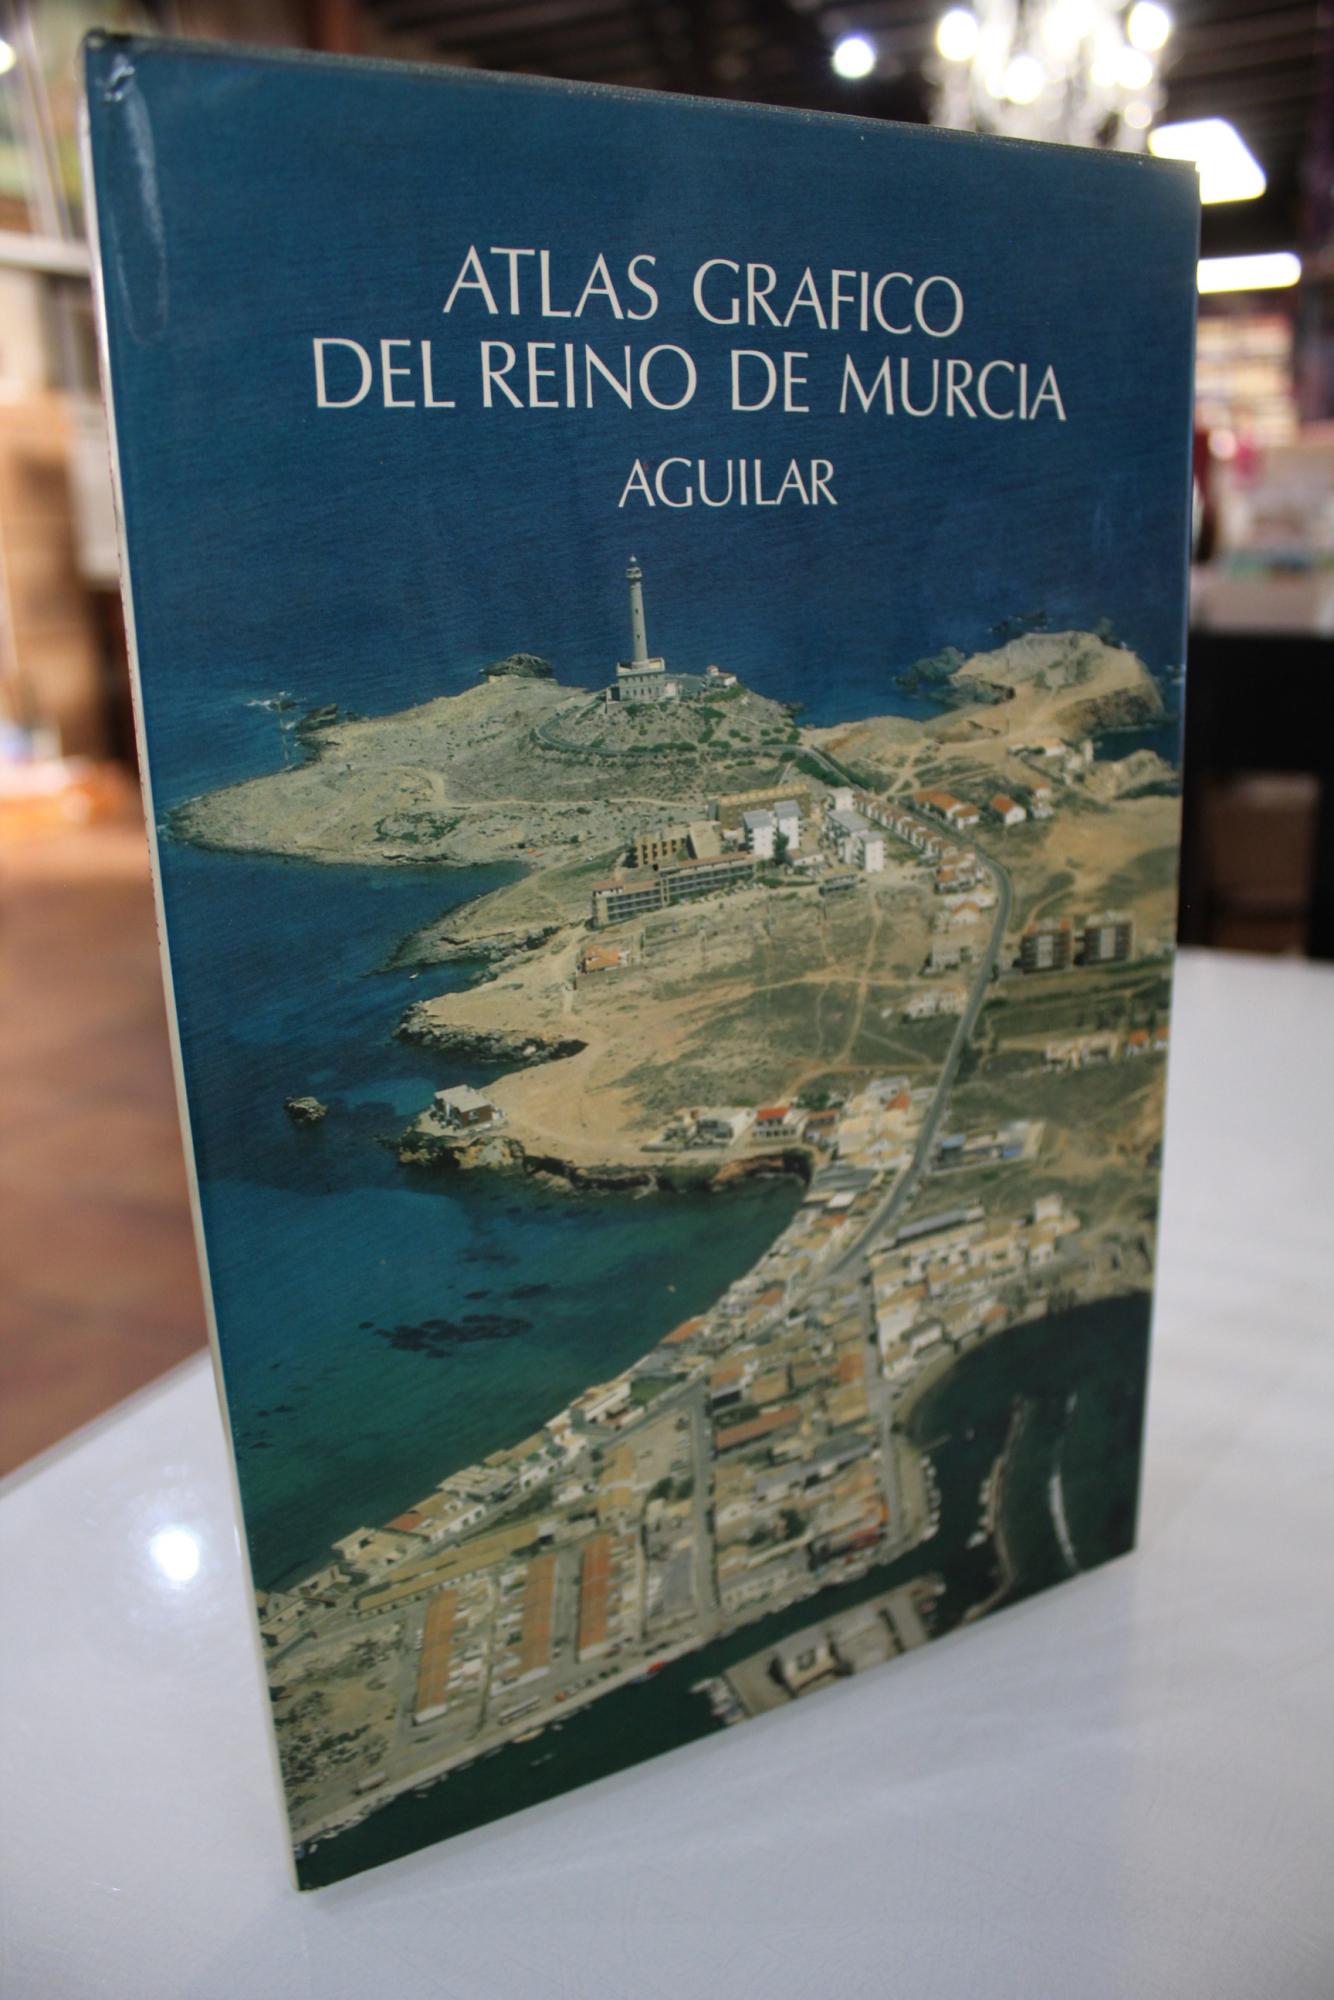 ATLAS GRAFICO
DEL REINO DE MURCIA
AGUILAR